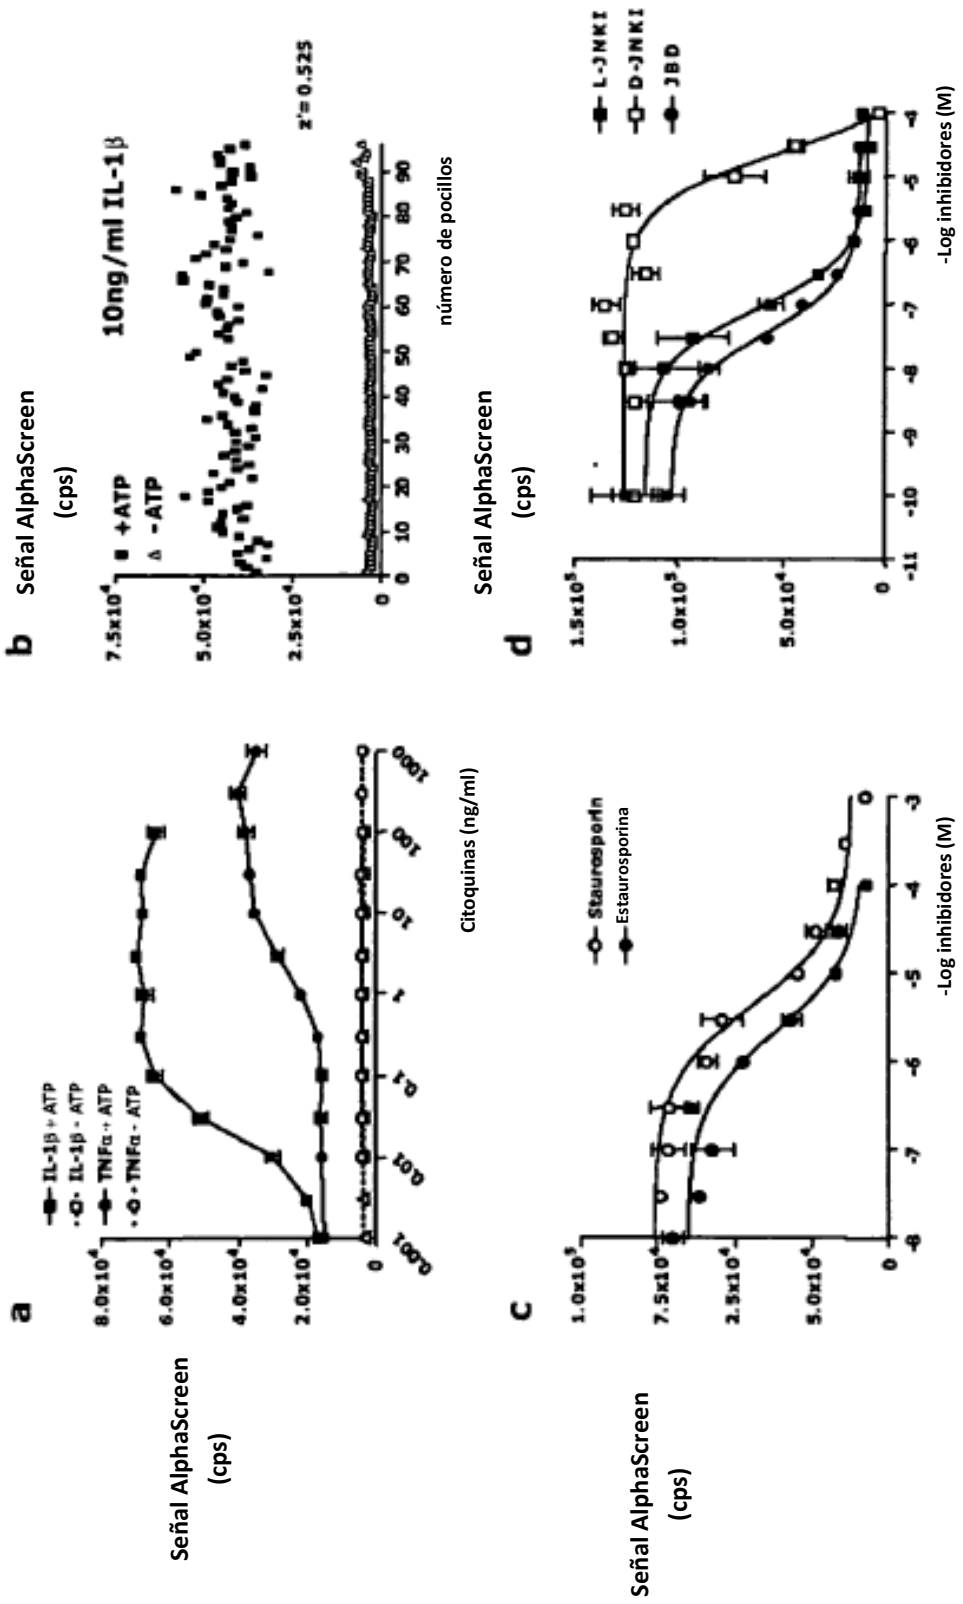 a
Señal AlphaScreen
(cps)
8.0x10⁴
6.0x10⁴
4.0x10⁴
2.0x10⁴
0
IL-1β + ATP
IL-1β - ATP
TNFα + ATP
TNFα - ATP
0.001
0.01
0.1
1
10
100
1000
Citoquinas (ng/ml)
b
Señal AlphaScreen
(cps)
7.5x10⁴
5.0x10⁴
2.5x10⁴
0
+ATP
-ATP
10ng/ml IL-1β
z'= 0.525
0 10 20 30 40 50 60 70 80 90
número de pocillos
c
Señal AlphaScreen
(cps)
1.0x10⁵
7.5x10⁴
2.5x10⁴
5.0x10⁴
0
Staurosporin
Estaurosporina
-8 -7 -6 -5 -4 -3
-Log inhibidores (M)
d
Señal AlphaScreen
(cps)
1.5x10⁵
1.0x10⁵
5.0x10⁴
0
L-JNKI
D-JNKI
JBD
-11 -10 -9 -8 -7 -6 -5 -4
-Log inhibidores (M)